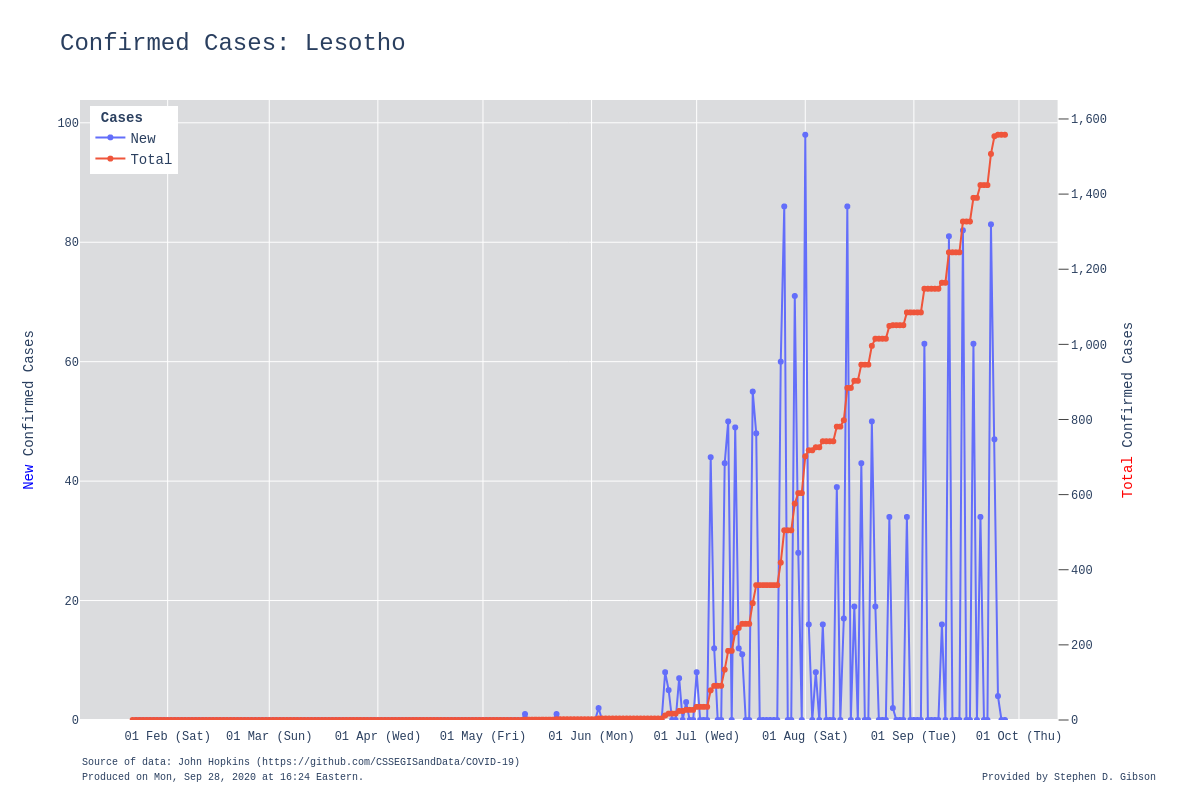 Confirmed Cases: Lesotho
Cases
New
Total
100
80
60
40
20
0
1,600
1,400
1,200
1,000
800
600
400
200
0
New Confirmed Cases
Total Confirmed Cases
01 Feb (Sat) 01 Mar (Sun) 01 Apr (Wed) 01 May (Fri) 01 Jun (Mon) 01 Jul (Wed) 01 Aug (Sat) 01 Sep (Tue) 01 Oct (Thu)
Source of data: John Hopkins (https://github.com/CSSEGISandData/COVID-19)
Produced on Mon, Sep 28, 2020 at 16:24 Eastern.
Provided by Stephen D. Gibson